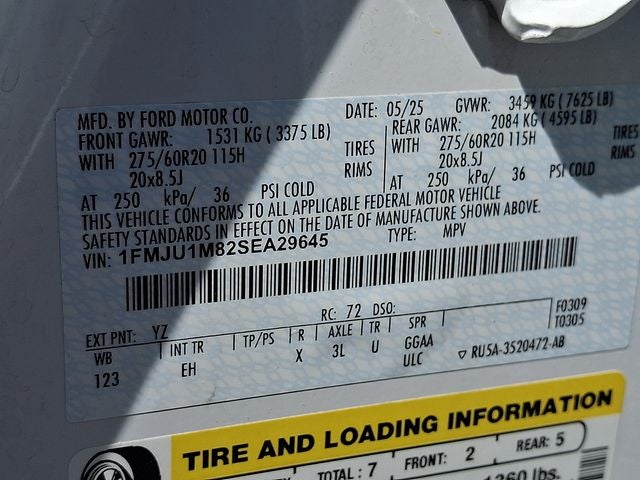 MFD. BY FORD MOTOR CO. DATE: 05/25 GVWR: 3459 KG ( 7625 LB)
FRONT GAWR: 1531 KG ( 3375 LB) REAR GAWR: 2084 KG ( 4595 LB)
WITH 275/60R20 115H TIRES WITH 275/60R20 115H TIRES
20x8.5J RIMS 20x8.5J RIMS
AT 250 kPa/ 36 PSI COLD AT 250 kPa/ 36 PSI COLD
THIS VEHICLE CONFORMS TO ALL APPLICABLE FEDERAL MOTOR VEHICLE
SAFETY STANDARDS IN EFFECT ON THE DATE OF MANUFACTURE SHOWN ABOVE.
VIN: 1FMJU1M82SEA29645 TYPE: MPV
RC: 72 DSO: F0309
EXT PNT: YZ T0305
WB INT TR TP/PS R AXLE TR SPR
123 EH X 3L U GGAA
ULC ▽ RU5A-3520472-AB
TIRE AND LOADING INFORMATION
TOTAL : 7 FRONT: 2 REAR: 5
1360 lbs.